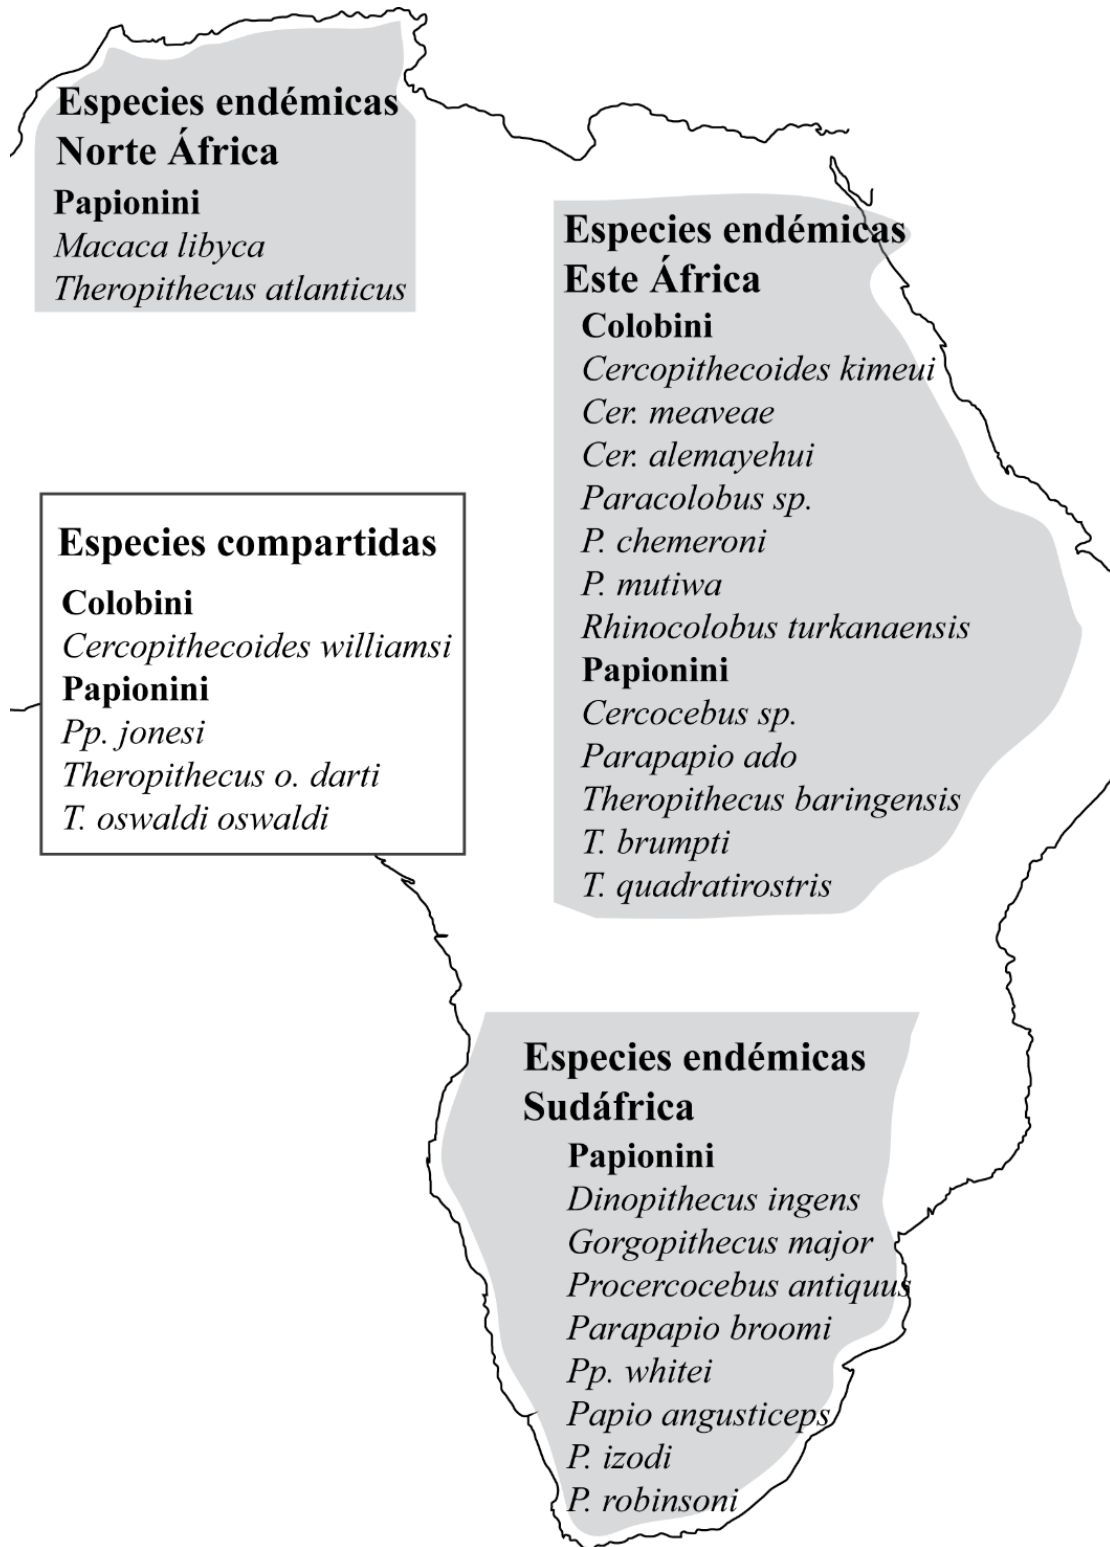 Especies endémicas
Norte África
Papionini
Macaca libyca
Theropithecus atlanticus
Especies endémicas
Este África
Colobini
Cercopithecoides kimeui
Cer. meaveae
Cer. alemayehui
Paracolobus sp.
P. chemeroni
P. mutiwa
Rhinocolobus turkanaensis
Papionini
Cercocebus sp.
Parapapio ado
Theropithecus baringensis
T. brumpti
T. quadratirostris
Especies compartidas
Colobini
Cercopithecoides williamsi
Papionini
Pp. jonesi
Theropithecus o. darti
T. oswaldi oswaldi
Especies endémicas
Sudáfrica
Papionini
Dinopithecus ingens
Gorgopithecus major
Procercocebus antiquus
Parapapio broomi
Pp. whitei
Papio angusticeps
P. izodi
P. robinsoni